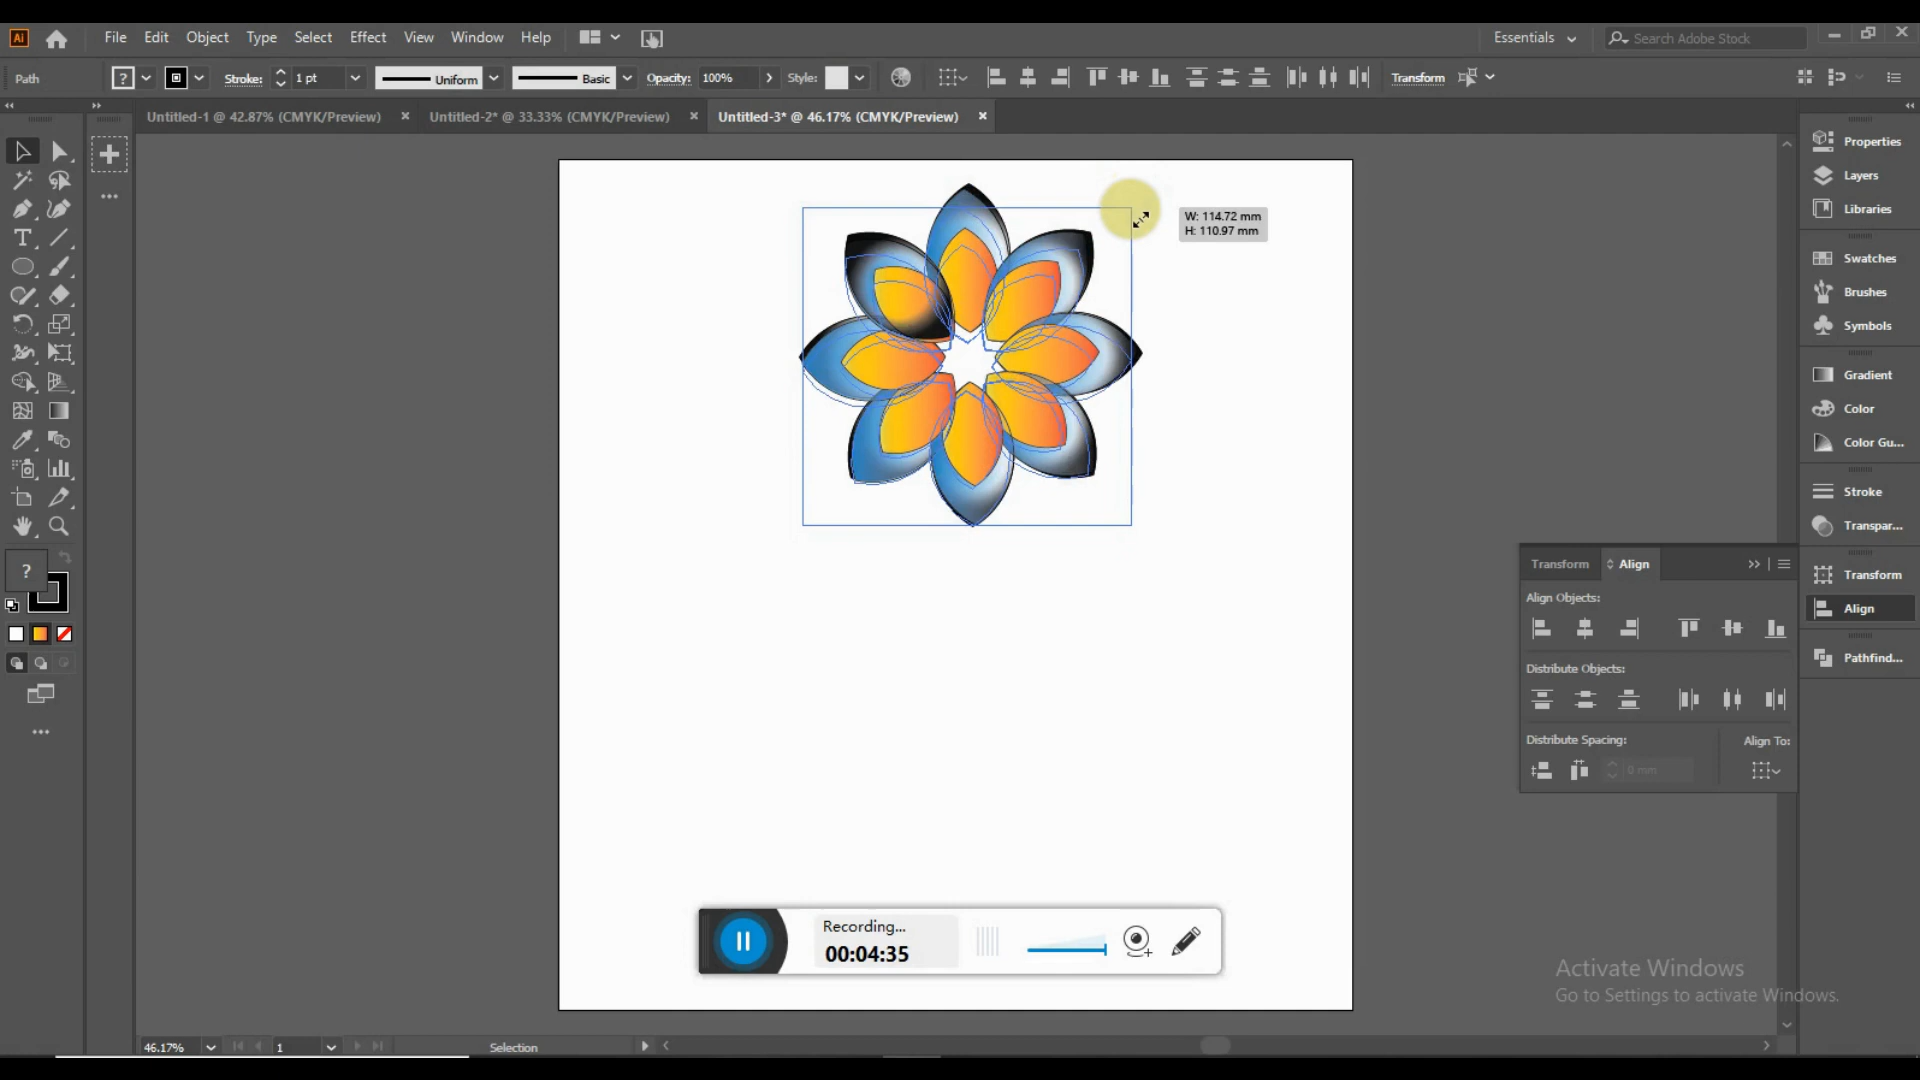 Ai File Edit Object Type Select Effect View Window Help Essentials Search Adobe Stock
Path ? Stroke: 1 pt Uniform Basic Opacity: 100% Style: Transform
Untitled-1 @ 42.87% (CMYK/Preview) Untitled-2* @ 33.33% (CMYK/Preview) Untitled-3* @ 46.17% (CMYK/Preview)
Properties
Layers
Libraries
W: 114.72 mm
H: 110.97 mm
Swatches
Brushes
Symbols
Gradient
Color
Color Gu...
Stroke
Transpar...
Transform
Align
Pathfind...
T
?
Transform Align
Align Objects:
Distribute Objects:
Distribute Spacing: Align To:
0 mm
Recording...
00:04:35
Activate Windows
Go to Settings to activate Windows.
46.17% 1 Selection